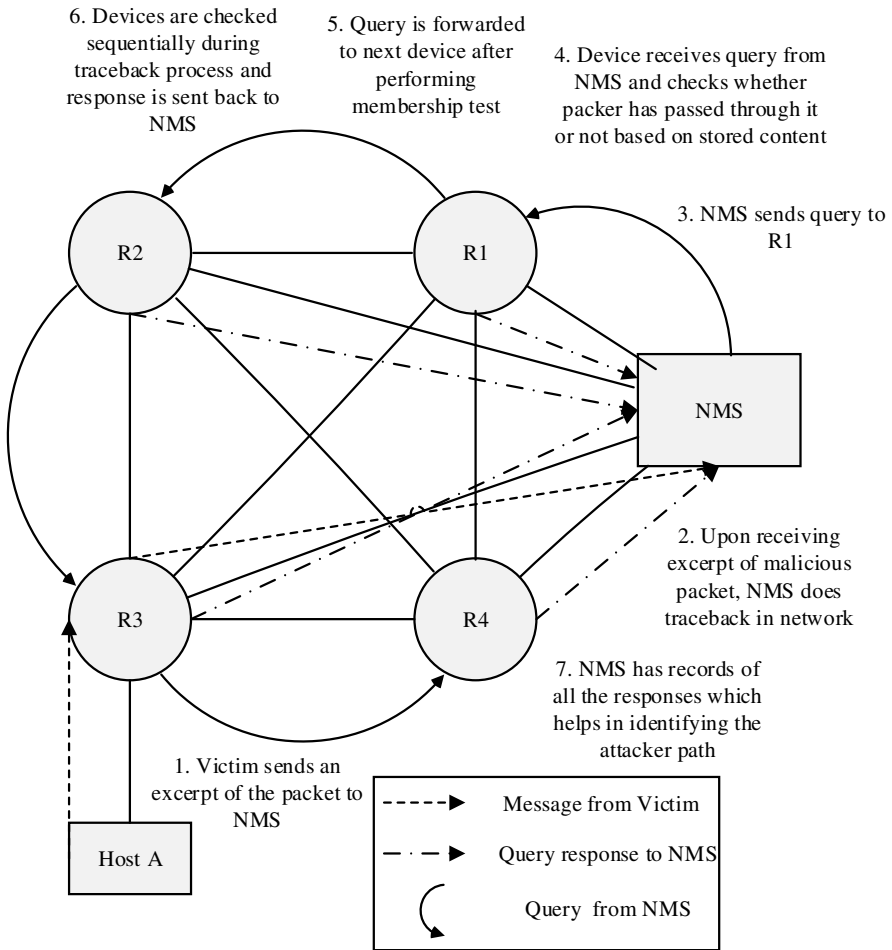 6. Devices are checked
sequentially during
traceback process and
response is sent back to
NMS
5. Query is forwarded
to next device after
performing
membership test
4. Device receives query from
NMS and checks whether
packer has passed through it
or not based on stored content
3. NMS sends query to
R1
R2
R1
NMS
2. Upon receiving
excerpt of malicious
packet, NMS does
traceback in network
R3
R4
7. NMS has records of
all the responses which
helps in identifying the
attacker path
1. Victim sends an
excerpt of the packet to
NMS
Host A
Message from Victim
Query response to NMS
Query from NMS